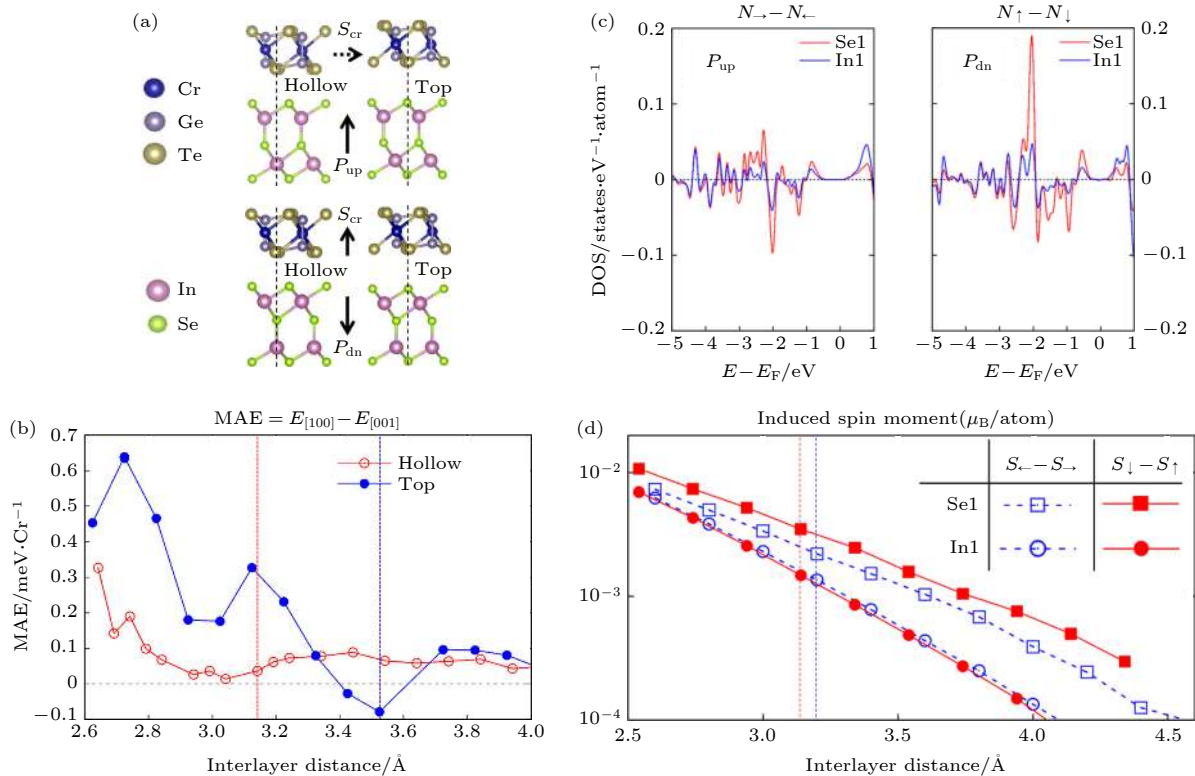 (a)
S_cr
Hollow
Top
Cr
Ge
Te
P_up
S_cr
Hollow
Top
In
Se
P_dn
(c)
N→−N←
N↑−N↓
0.2
0.1
0
−0.1
−0.2
DOS/states·eV⁻¹·atom⁻¹
P_up
Se1
In1
P_dn
Se1
In1
0.2
0.1
0
−0.1
−0.2
−5 −4 −3 −2 −1 0 1
−5 −4 −3 −2 −1 0 1
E−E_F/eV
E−E_F/eV
(b)
MAE = E[100]−E[001]
0.7
0.6
0.5
0.4
0.3
0.2
0.1
0
−0.1
MAE/meV·Cr⁻¹
Hollow
Top
2.6 2.8 3.0 3.2 3.4 3.6 3.8 4.0
Interlayer distance/Å
(d)
Induced spin moment(μ_B/atom)
10⁻²
10⁻³
10⁻⁴
S←−S→ S↓−S↑
Se1
In1
2.5 3.0 3.5 4.0 4.5
Interlayer distance/Å